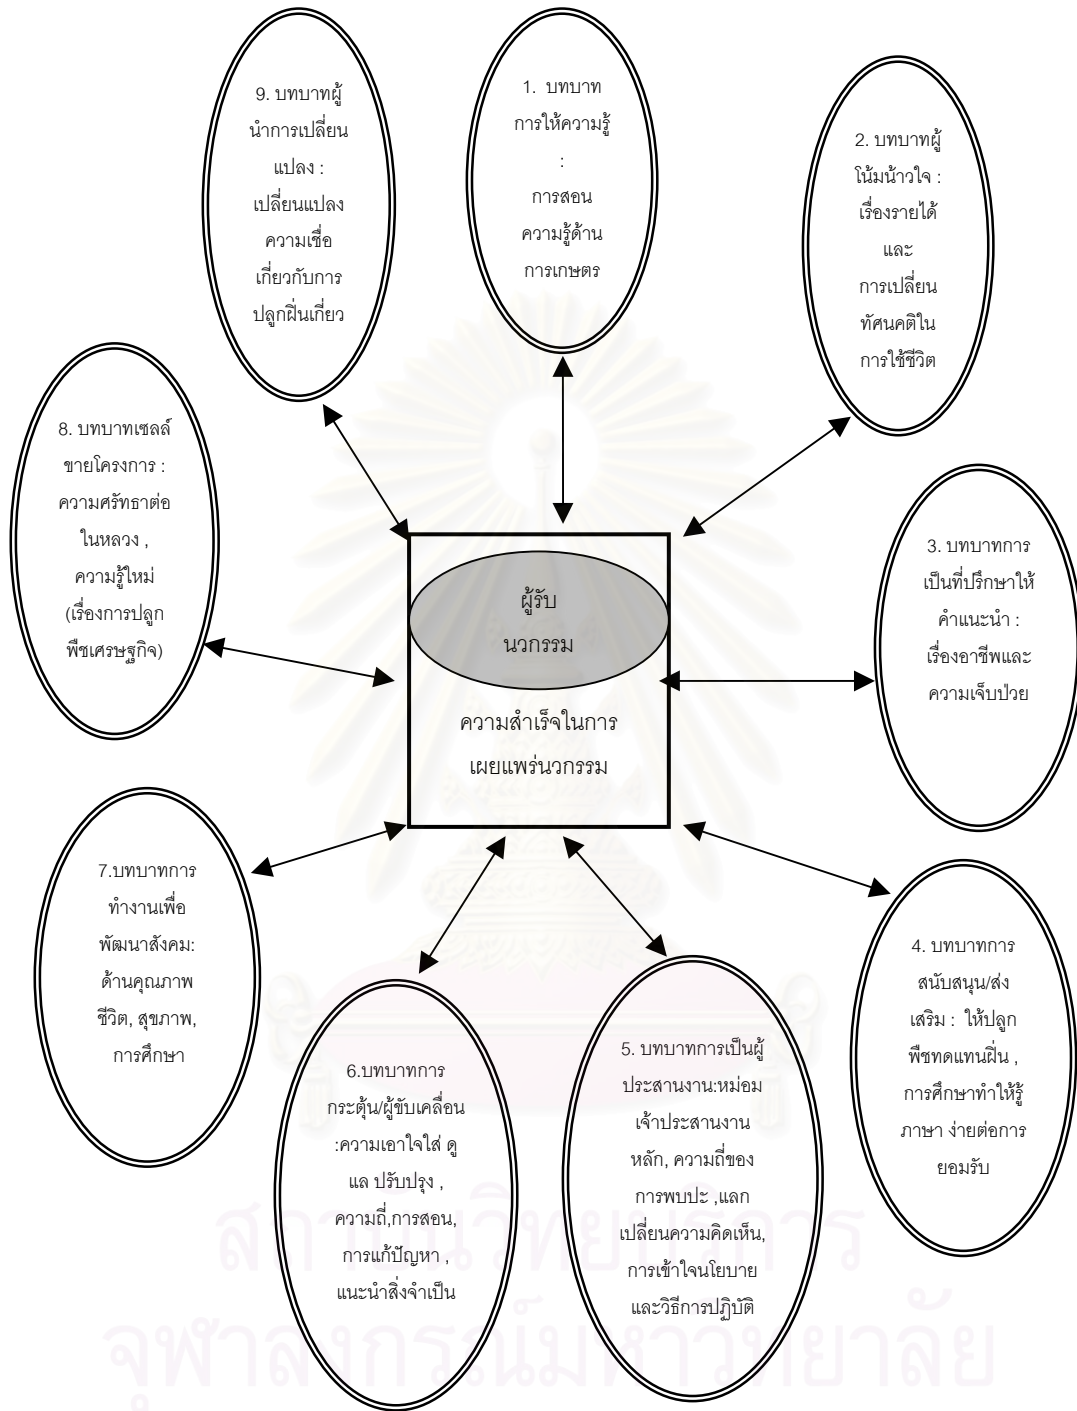 1. บทบาท
การให้ความรู้
:
การสอน
ความรู้ด้าน
การเกษตร
2. บทบาทผู้
โน้มน้าวใจ :
เรื่องรายได้
และ
การเปลี่ยน
ทัศนคติใน
การใช้ชีวิต
3. บทบาทการ
เป็นที่ปรึกษาให้
คำแนะนำ :
เรื่องอาชีพและ
ความเจ็บป่วย
4. บทบาทการ
สนับสนุน/ส่ง
เสริม : ให้ปลูก
พืชทดแทนฝิ่น ,
การศึกษาทำให้รู้
ภาษา ง่ายต่อการ
ยอมรับ
5. บทบาทการเป็นผู้
ประสานงาน:หม่อม
เจ้าประสานงาน
หลัก, ความถี่ของ
การพบปะ ,แลก
เปลี่ยนความคิดเห็น,
การเข้าใจนโยบาย
และวิธีการปฏิบัติ
6.บทบาทการ
กระตุ้น/ผู้ขับเคลื่อน
:ความเอาใจใส่ ดู
แล ปรับปรุง ,
ความถี่,การสอน,
การแก้ปัญหา ,
แนะนำสิ่งจำเป็น
7.บทบาทการ
ทำงานเพื่อ
พัฒนาสังคม:
ด้านคุณภาพ
ชีวิต, สุขภาพ,
การศึกษา
8. บทบาทเซลล์
ขายโครงการ :
ความศรัทธาต่อ
ในหลวง ,
ความรู้ใหม่
(เรื่องการปลูก
พืชเศรษฐกิจ)
9. บทบาทผู้
นำการเปลี่ยน
แปลง :
เปลี่ยนแปลง
ความเชื่อ
เกี่ยวกับการ
ปลูกฝิ่นเกี่ยว
ผู้รับ
นวกรรม
ความสำเร็จในการ
เผยแพร่นวกรรม
สถาบันวิทยบริการ
จุฬาลงกรณ์มหาวิทยาลัย